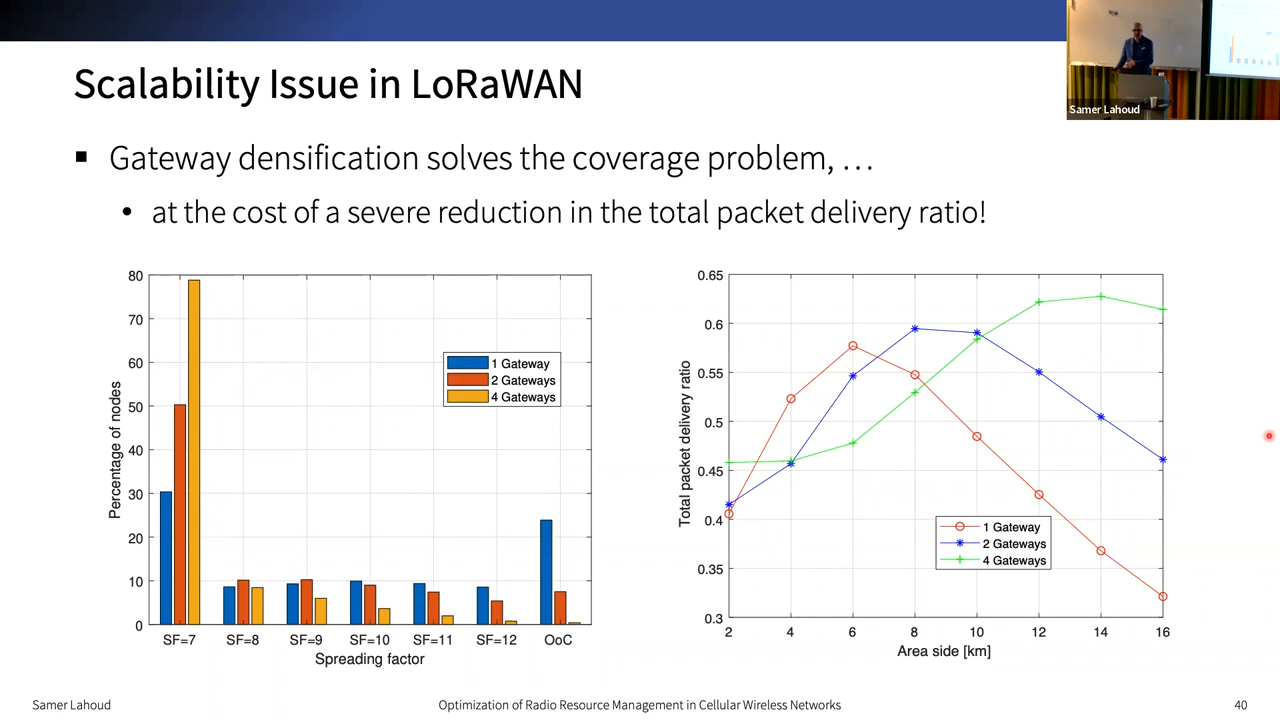 Scalability Issue in LoRaWAN
Samer Lahoud
▪ Gateway densification solves the coverage problem, …
• at the cost of a severe reduction in the total packet delivery ratio!
80
70
60
50
40
30
20
10
0
Percentage of nodes
1 Gateway
2 Gateways
4 Gateways
SF=7 SF=8 SF=9 SF=10 SF=11 SF=12 OoC
Spreading factor
0.65
0.6
0.55
0.5
0.45
0.4
0.35
0.3
Total packet delivery ratio
1 Gateway
2 Gateways
4 Gateways
2 4 6 8 10 12 14 16
Area side [km]
Samer Lahoud
Optimization of Radio Resource Management in Cellular Wireless Networks
40